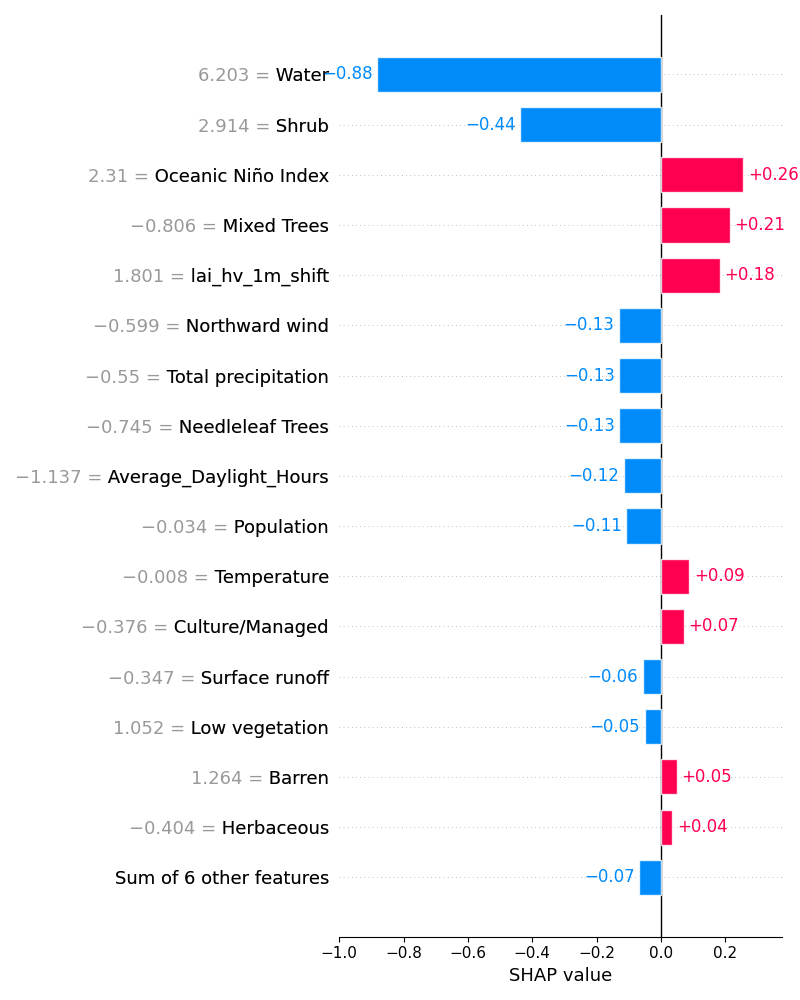 6.203 = Water −0.88
2.914 = Shrub −0.44
2.31 = Oceanic Niño Index +0.26
−0.806 = Mixed Trees +0.21
1.801 = lai_hv_1m_shift +0.18
−0.599 = Northward wind −0.13
−0.55 = Total precipitation −0.13
−0.745 = Needleleaf Trees −0.13
−1.137 = Average_Daylight_Hours −0.12
−0.034 = Population −0.11
−0.008 = Temperature +0.09
−0.376 = Culture/Managed +0.07
−0.347 = Surface runoff −0.06
1.052 = Low vegetation −0.05
1.264 = Barren +0.05
−0.404 = Herbaceous +0.04
Sum of 6 other features −0.07
−1.0 −0.8 −0.6 −0.4 −0.2 0.0 0.2
SHAP value